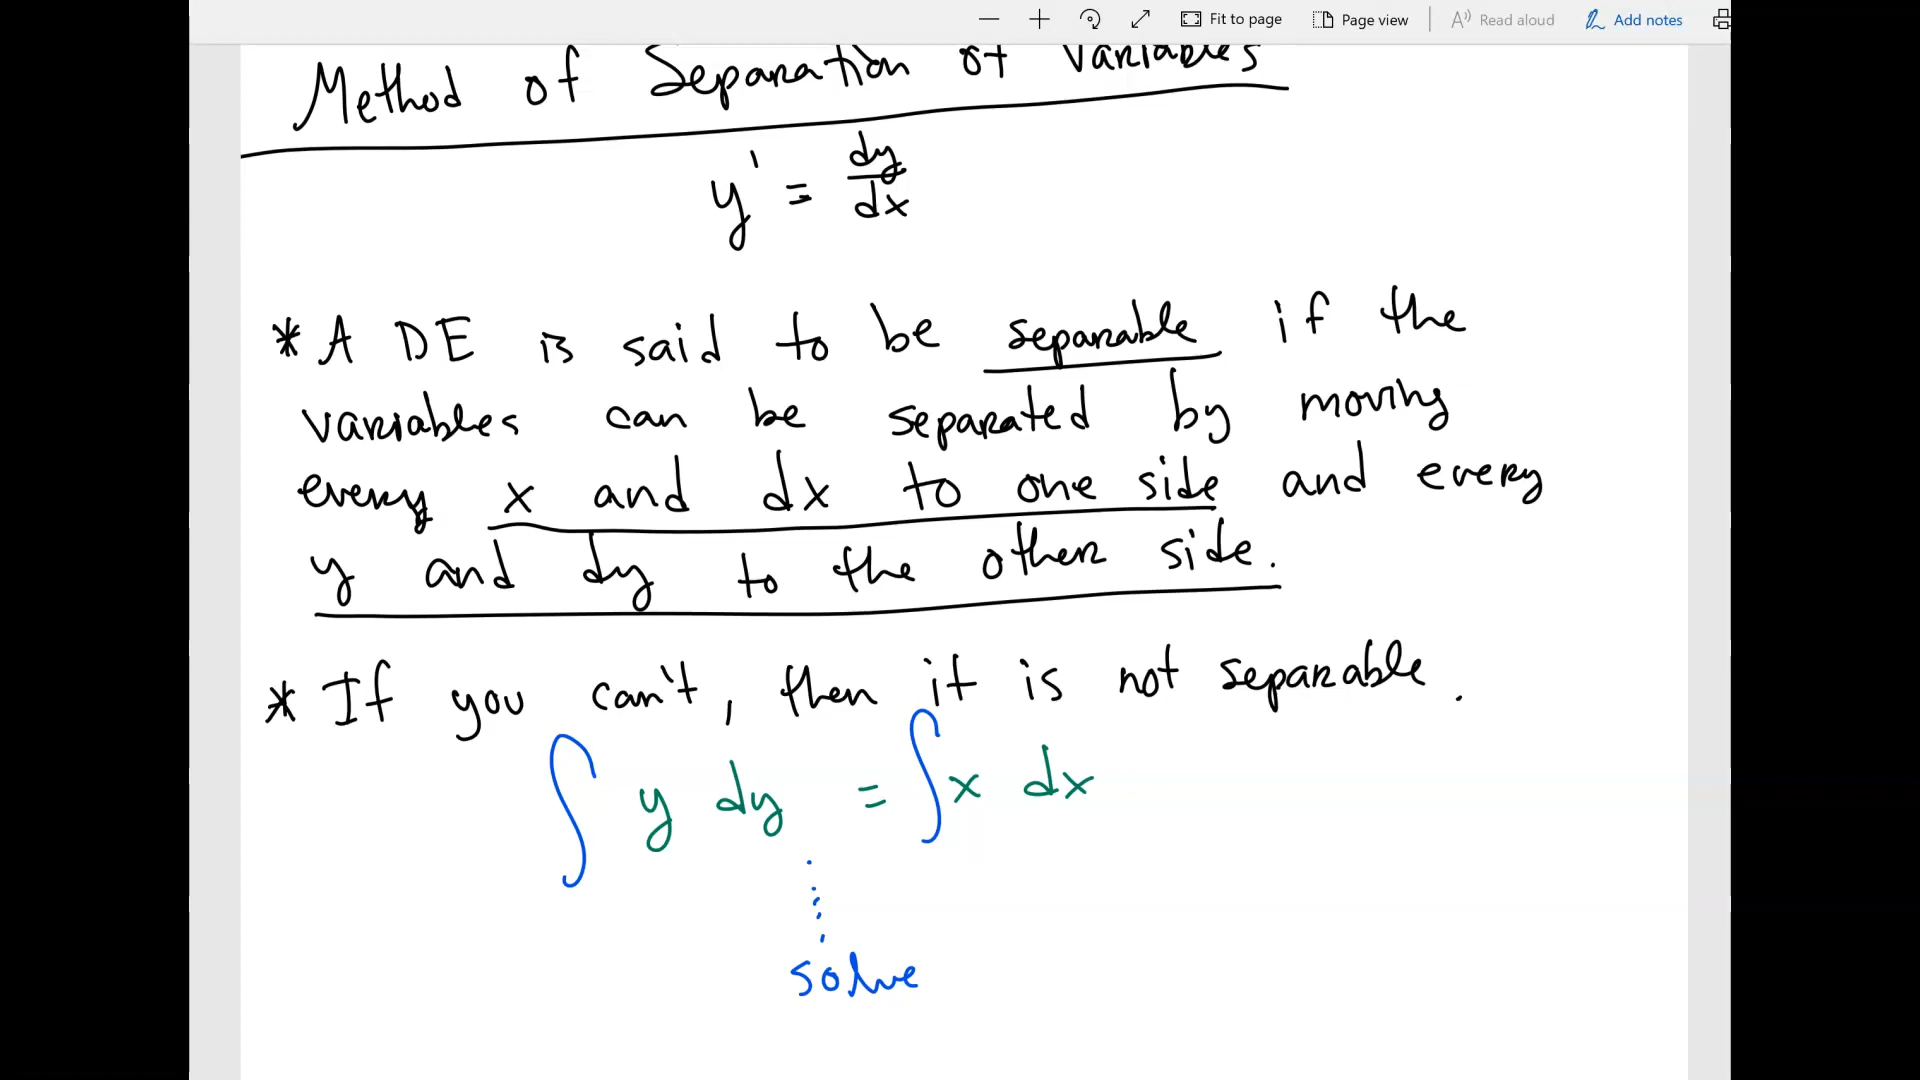 Fit to page Page view Read aloud Add notes
Method of Separation of Variables
y' = dy/dx
* A DE is said to be separable if the
variables can be separated by moving
every x and dx to one side and every
y and dy to the other side.
* If you can't, then it is not separable.
∫ y dy = ∫ x dx
solve